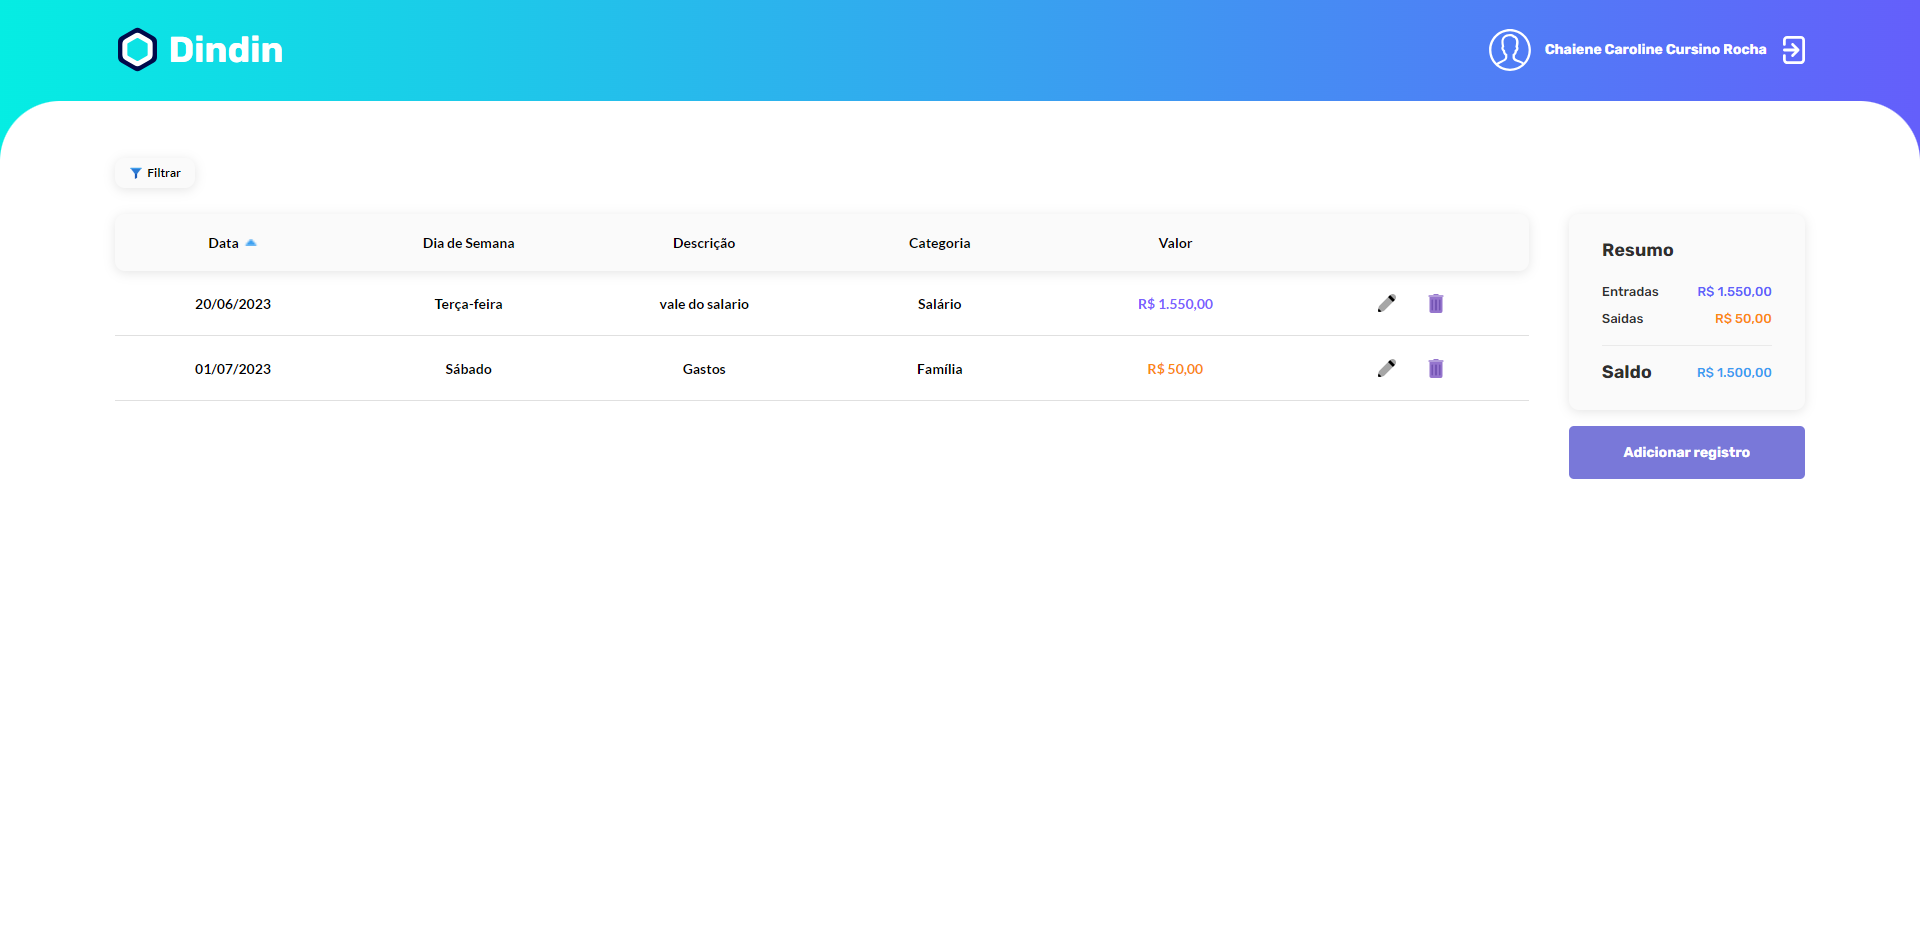 Dindin
Chaiene Caroline Cursino Rocha
Filtrar
Data Dia de Semana Descrição Categoria Valor
20/06/2023 Terça-feira vale do salario Salário R$ 1.550,00
01/07/2023 Sábado Gastos Família R$ 50,00
Resumo
Entradas R$ 1.550,00
Saidas R$ 50,00
Saldo R$ 1.500,00
Adicionar registro